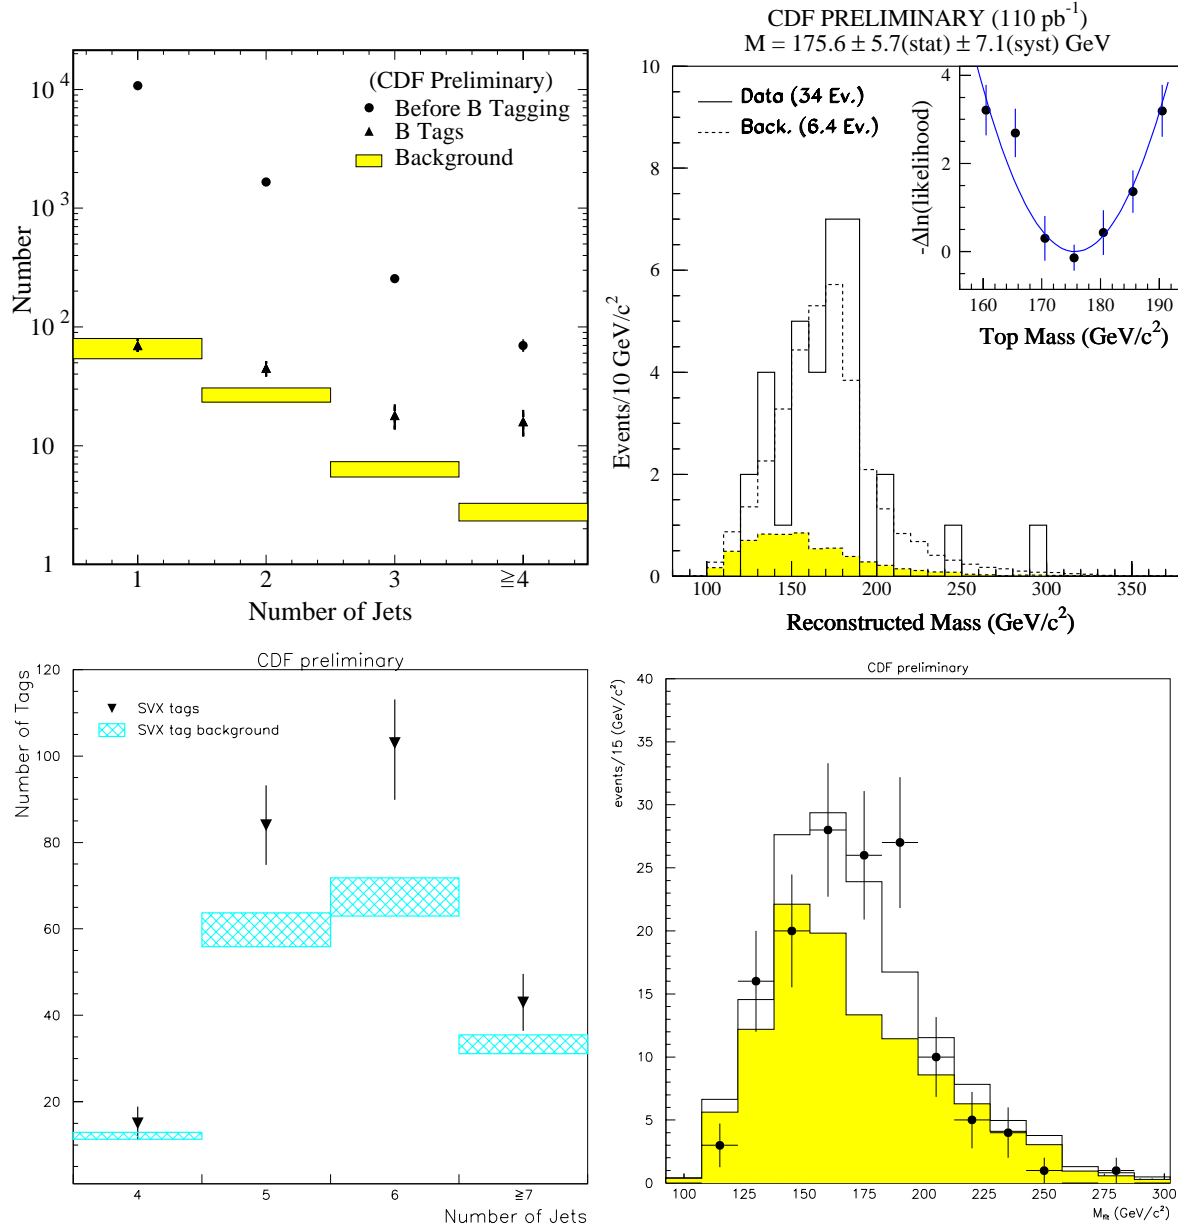 (CDF Preliminary)
Before B Tagging
B Tags
Background
Number
10^4
10^3
10^2
10
1
1
2
3
≥4
Number of Jets
CDF PRELIMINARY (110 pb^-1)
M = 175.6 ± 5.7(stat) ± 7.1(syst) GeV
Data (34 Ev.)
Back. (6.4 Ev.)
Events/10 GeV/c^2
10
8
6
4
2
0
100
150
200
250
300
350
Reconstructed Mass (GeV/c^2)
-Δln(likelihood)
4
2
0
160
170
180
190
Top Mass (GeV/c^2)
CDF preliminary
SVX tags
SVX tag background
Number of Tags
120
100
80
60
40
20
4
5
6
≥7
Number of Jets
CDF preliminary
events/15 (GeV/c^2)
40
35
30
25
20
15
10
5
0
100
125
150
175
200
225
250
275
300
M_fit (GeV/c^2)